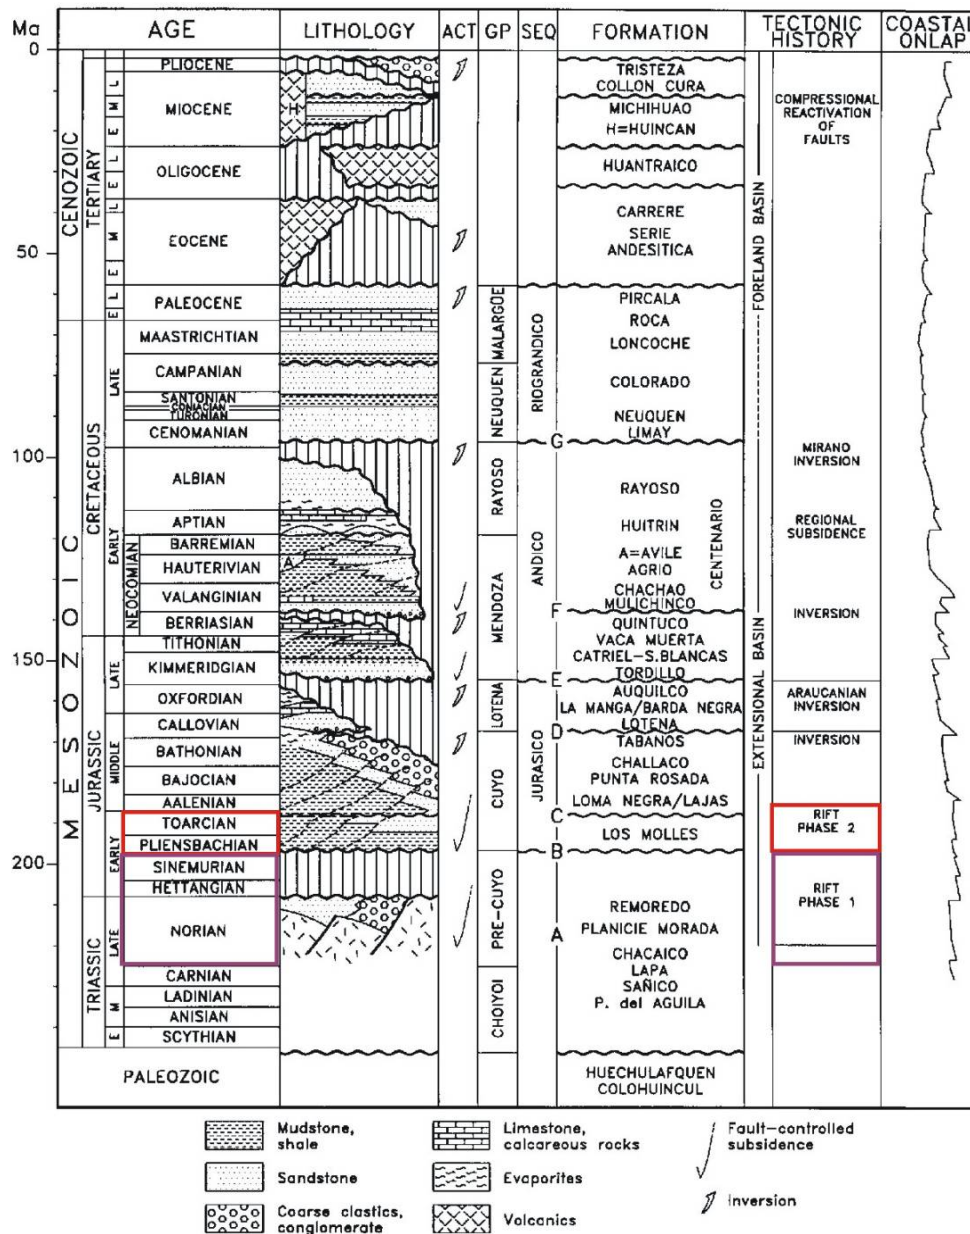 Ma
AGE
LITHOLOGY
ACT
GP
SEQ
FORMATION
TECTONIC
HISTORY
COASTAL
ONLAP
0
50
100
150
200
CENOZOIC
TERTIARY
MESOZOIC
CRETACEOUS
JURASSIC
TRIASSIC
L
M
E
L
E
L
M
E
L
E
LATE
EARLY
NEOCOMIAN
LATE
MIDDLE
EARLY
LATE
M
E
PLIOCENE
MIOCENE
OLIGOCENE
EOCENE
PALEOCENE
MAASTRICHTIAN
CAMPANIAN
SANTONIAN
CONIACIAN
TURONIAN
CENOMANIAN
ALBIAN
APTIAN
BARREMIAN
HAUTERIVIAN
VALANGINIAN
BERRIASIAN
TITHONIAN
KIMMERIDGIAN
OXFORDIAN
CALLOVIAN
BATHONIAN
BAJOCIAN
AALENIAN
TOARCIAN
PLIENSBACHIAN
SINEMURIAN
HETTANGIAN
NORIAN
CARNIAN
LADINIAN
ANISIAN
SCYTHIAN
PALEOZOIC
H
A
MALARGÜE
NEUQUEN
RAYOSO
MENDOZA
LOTENA
CUYO
PRE-CUYO
CHOIYOI
RIOGRANDICO
ANDICO
JURASICO
G
F
E
D
C
B
A
TRISTEZA
COLLON CURA
MICHIHUAO
H=HUINCAN
HUANTRAICO
CARRERE
SERIE
ANDESITICA
PIRCALA
ROCA
LONCOCHE
COLORADO
NEUQUEN
LIMAY
RAYOSO
HUITRIN
A=AVILE
AGRIO
CENTENARIO
CHACHAO
MULICHINCO
QUINTUCO
VACA MUERTA
CATRIEL-S.BLANCAS
TORDILLO
AUQUILCO
LA MANGA/BARDA NEGRA
LOTENA
TABANOS
CHALLACO
PUNTA ROSADA
LOMA NEGRA/LAJAS
LOS MOLLES
REMOREDO
PLANICIE MORADA
CHACAICO
LAPA
SAÑICO
P. del AGUILA
HUECHULAFQUEN
COLOHUINCUL
FORELAND BASIN
EXTENSIONAL BASIN
COMPRESSIONAL
REACTIVATION
OF
FAULTS
MIRANO
INVERSION
REGIONAL
SUBSIDENCE
INVERSION
ARAUCANIAN
INVERSION
INVERSION
RIFT
PHASE 2
RIFT
PHASE 1
Mudstone,
shale
Sandstone
Coarse clastics,
conglomerate
Limestone,
calcareous rocks
Evaporites
Volcanics
Fault-controlled
subsidence
Inversion